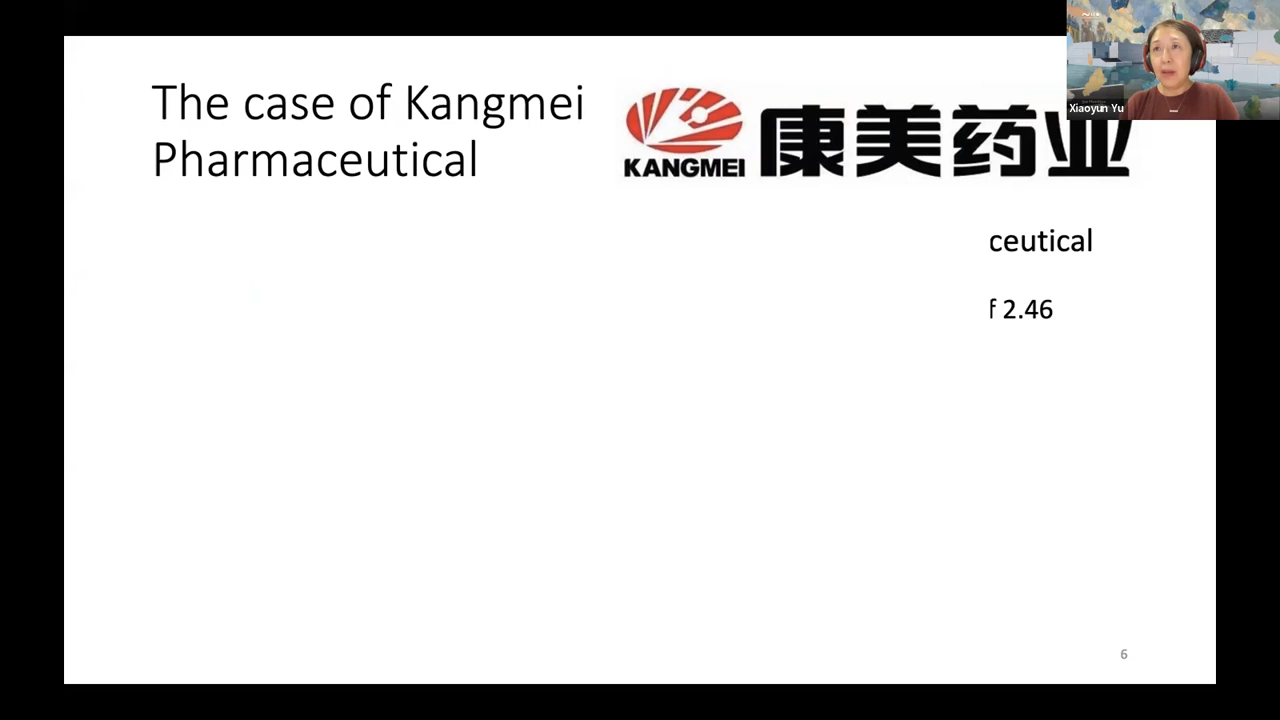 The case of Kangmei
Pharmaceutical
KANGMEI
康美药业
Xiaoyun Yu
ceutical
f 2.46
6